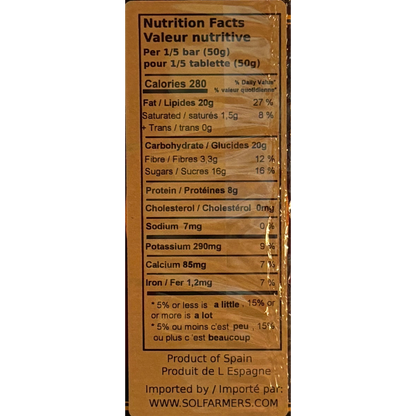 Nutrition Facts
Valeur nutritive
Per 1/5 bar (50g)
pour 1/5 tablette (50g)
Calories 280
% Daily Value*
% valeur quotidienne*
Fat / Lipides 20g 27 %
Saturated / saturés 1,5g 8 %
+ Trans / trans 0g
Carbohydrate / Glucides 20g
Fibre / Fibres 3,3g 12 %
Sugars / Sucres 16g 16 %
Protein / Protéines 8g
Cholesterol / Cholestérol 0mg
Sodium 7mg 0 %
Potassium 290mg 9 %
Calcium 85mg 7 %
Iron / Fer 1,2mg 7 %
* 5% or less is a little , 15% or
or more is a lot
* 5% ou moins c'est peu , 15%
ou plus c 'est beaucoup
Product of Spain
Produit de L Espagne
Imported by / Importé par:
WWW.SOLFARMERS.COM